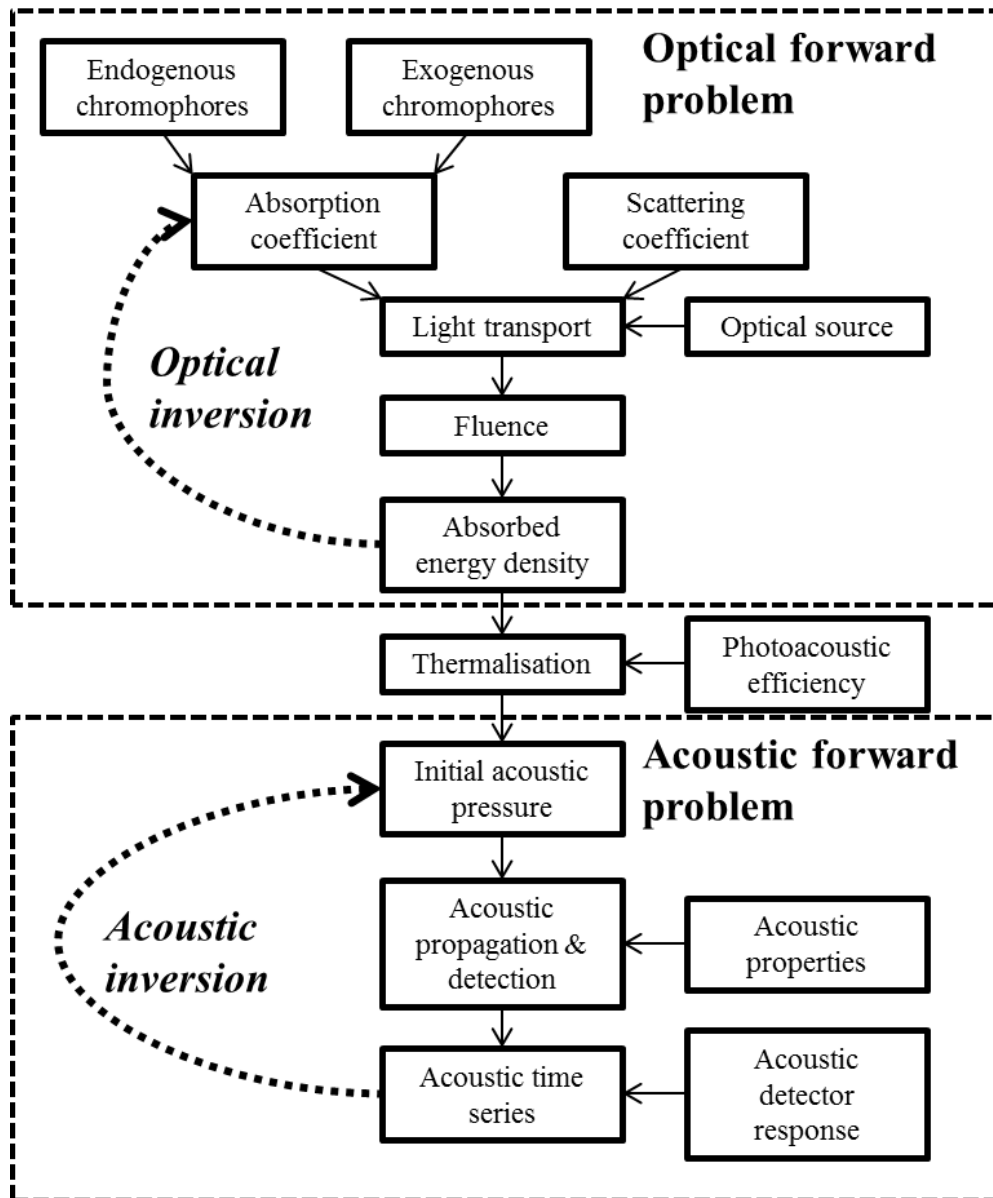 Optical forward
problem
Endogenous
chromophores
Exogenous
chromophores
Absorption
coefficient
Scattering
coefficient
Light transport
Optical source
Optical
inversion
Fluence
Absorbed
energy density
Thermalisation
Photoacoustic
efficiency
Acoustic forward
problem
Initial acoustic
pressure
Acoustic
inversion
Acoustic
propagation &
detection
Acoustic
properties
Acoustic time
series
Acoustic
detector
response